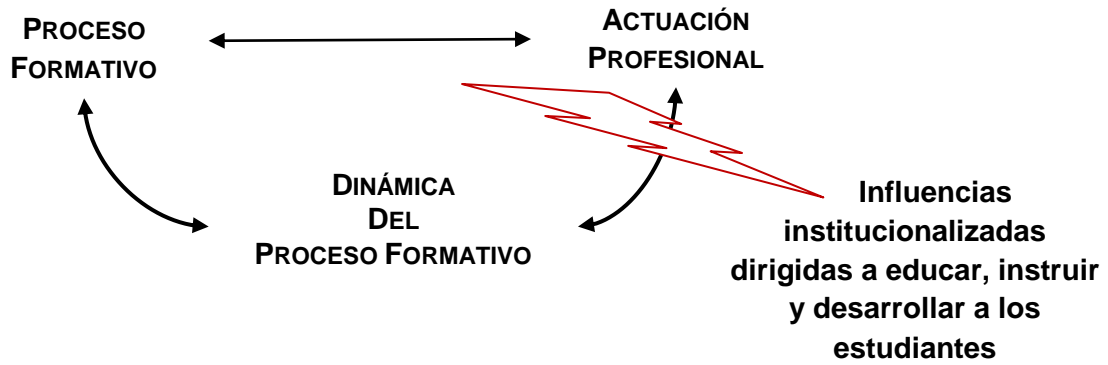 PROCESO
FORMATIVO
ACTUACIÓN
PROFESIONAL
DINÁMICA
DEL
PROCESO FORMATIVO
Influencias
institucionalizadas
dirigidas a educar, instruir
y desarrollar a los
estudiantes